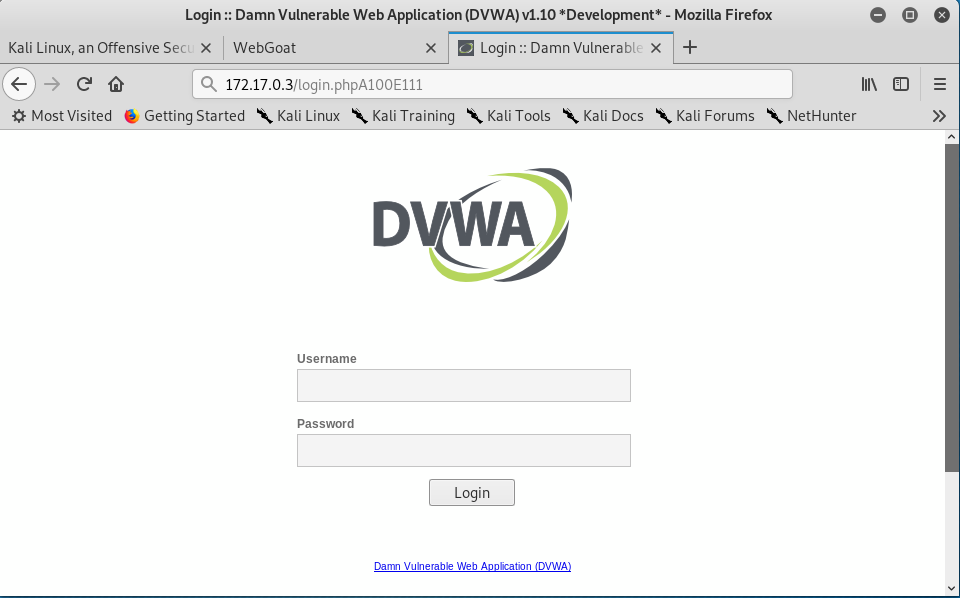 Login :: Damn Vulnerable Web Application (DVWA) v1.10 *Development* - Mozilla Firefox
Kali Linux, an Offensive Secu
WebGoat
Login :: Damn Vulnerable
172.17.0.3/login.phpA100E111
Most Visited
Getting Started
Kali Linux
Kali Training
Kali Tools
Kali Docs
Kali Forums
NetHunter
DVWA
Username
Password
Login
Damn Vulnerable Web Application (DVWA)